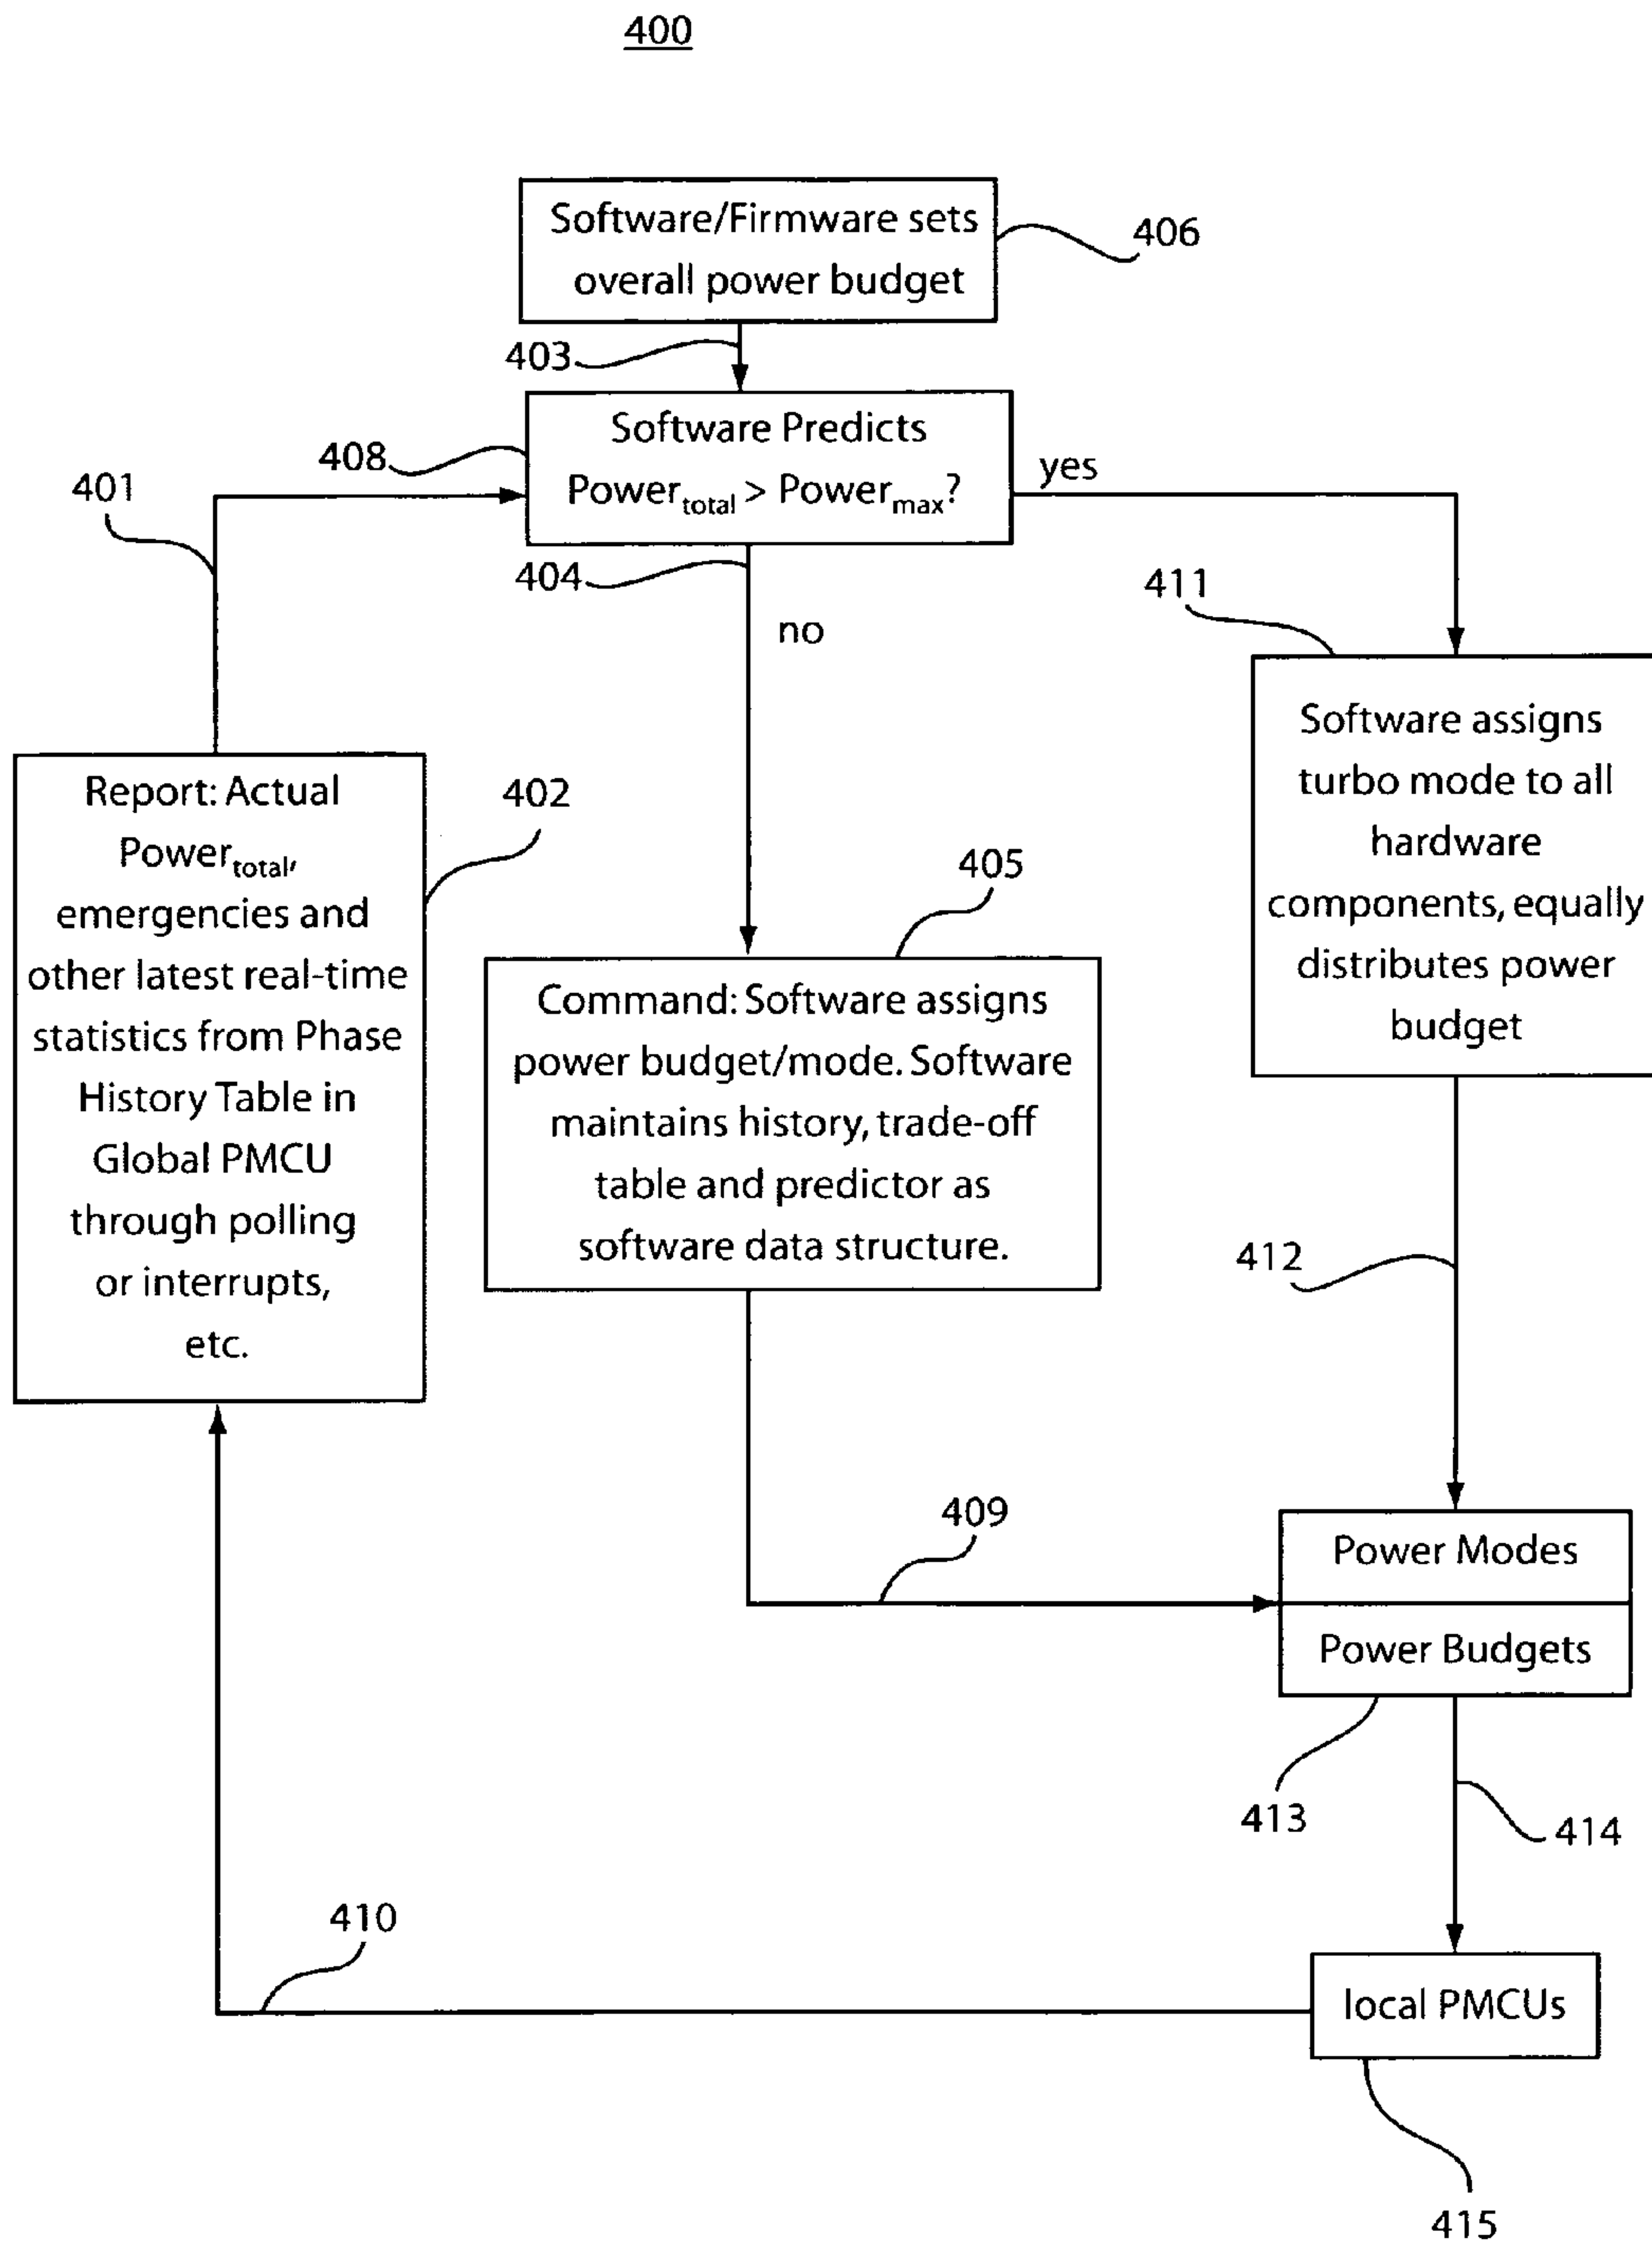 400
Software/Firmware sets
overall power budget
406
403
Software Predicts
Power_total > Power_max?
408
yes
401
404
no
411
Software assigns
turbo mode to all
hardware
components, equally
distributes power
budget
Report: Actual
Power_total,
emergencies and
other latest real-time
statistics from Phase
History Table in
Global PMCU
through polling
or interrupts,
etc.
402
405
Command: Software assigns
power budget/mode. Software
maintains history, trade-off
table and predictor as
software data structure.
412
409
Power Modes
Power Budgets
413
414
410
local PMCUs
415